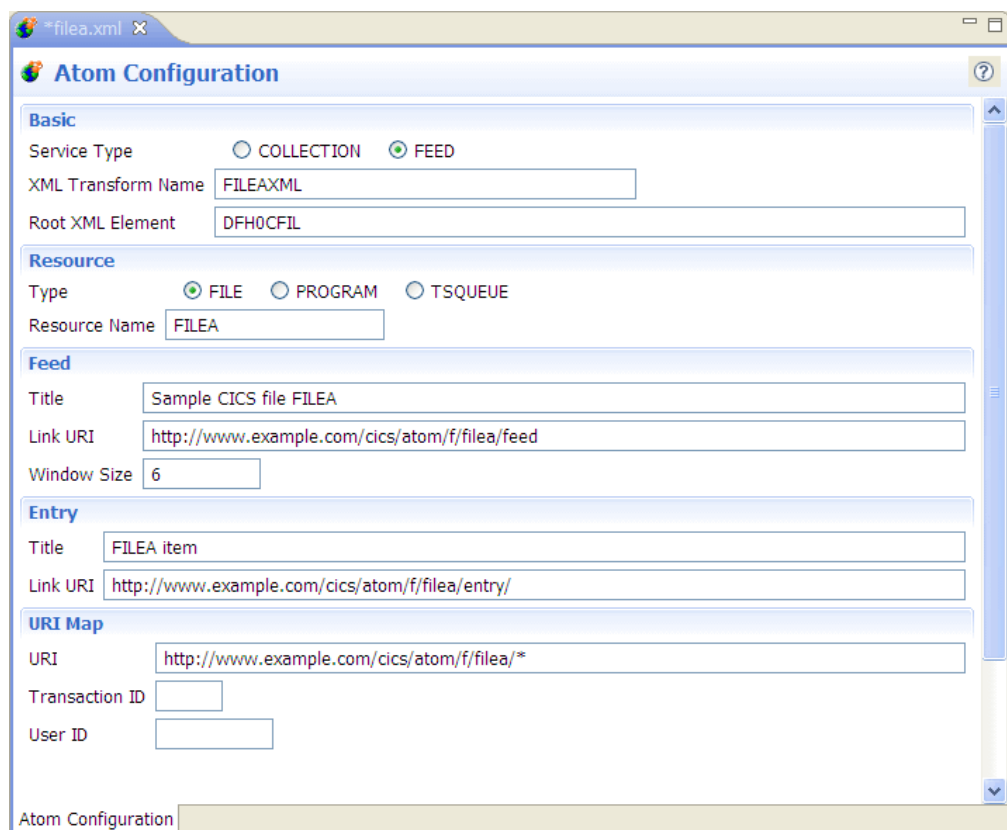 *filea.xml
Atom Configuration
Basic
Service Type COLLECTION FEED
XML Transform Name FILEAXML
Root XML Element DFH0CFIL
Resource
Type FILE PROGRAM TSQUEUE
Resource Name FILEA
Feed
Title Sample CICS file FILEA
Link URI http://www.example.com/cics/atom/f/filea/feed
Window Size 6
Entry
Title FILEA item
Link URI http://www.example.com/cics/atom/f/filea/entry/
URI Map
URI http://www.example.com/cics/atom/f/filea/*
Transaction ID
User ID
Atom Configuration